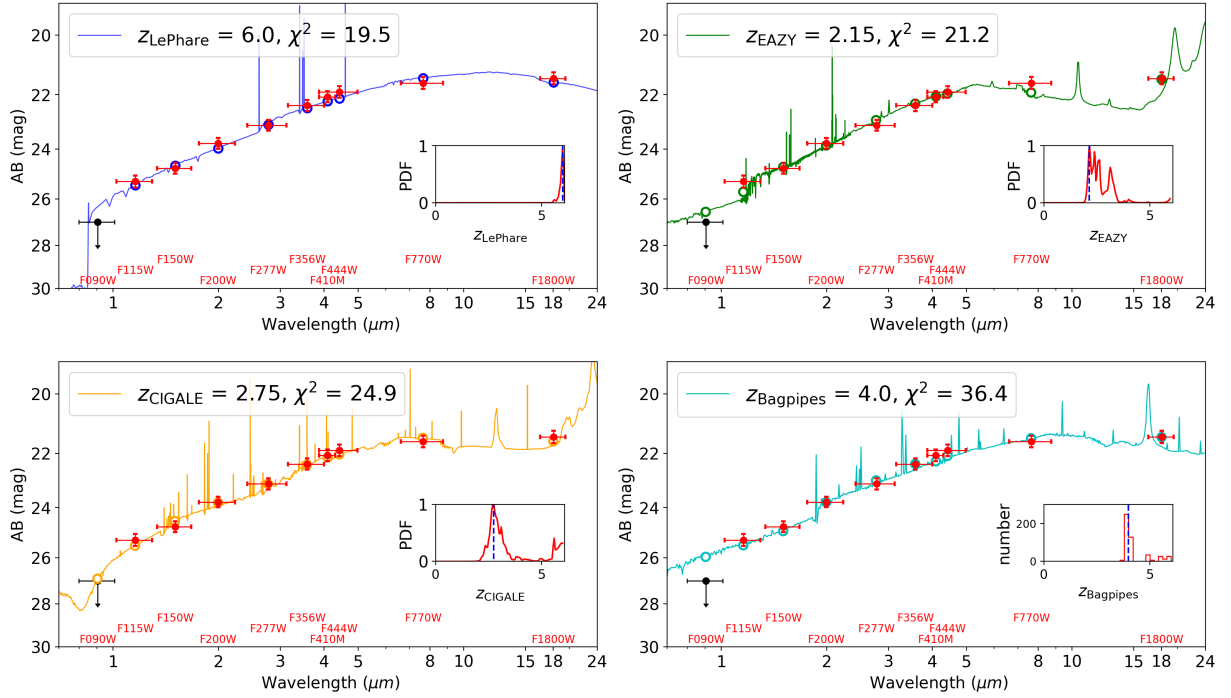 z_LePhare = 6.0, χ² = 19.5
AB (mag)
20
22
24
26
28
30
1
PDF
0
0
5
z_LePhare
F090W
F115W
F150W
F200W
F277W
F356W
F410M
F444W
F770W
F1800W
1 2 3 4 5 8 10 15 18 24
Wavelength (μm)
z_EAZY = 2.15, χ² = 21.2
AB (mag)
20
22
24
26
28
30
1
PDF
0
0
5
z_EAZY
F090W
F115W
F150W
F200W
F277W
F356W
F410M
F444W
F770W
F1800W
1 2 3 4 5 8 10 15 18 24
Wavelength (μm)
z_CIGALE = 2.75, χ² = 24.9
AB (mag)
20
22
24
26
28
30
1
PDF
0
0
5
z_CIGALE
F090W
F115W
F150W
F200W
F277W
F356W
F410M
F444W
F770W
F1800W
1 2 3 4 5 8 10 15 18 24
Wavelength (μm)
z_Bagpipes = 4.0, χ² = 36.4
AB (mag)
20
22
24
26
28
30
number
200
0
0
5
z_Bagpipes
F090W
F115W
F150W
F200W
F277W
F356W
F410M
F444W
F770W
F1800W
1 2 3 4 5 8 10 15 18 24
Wavelength (μm)